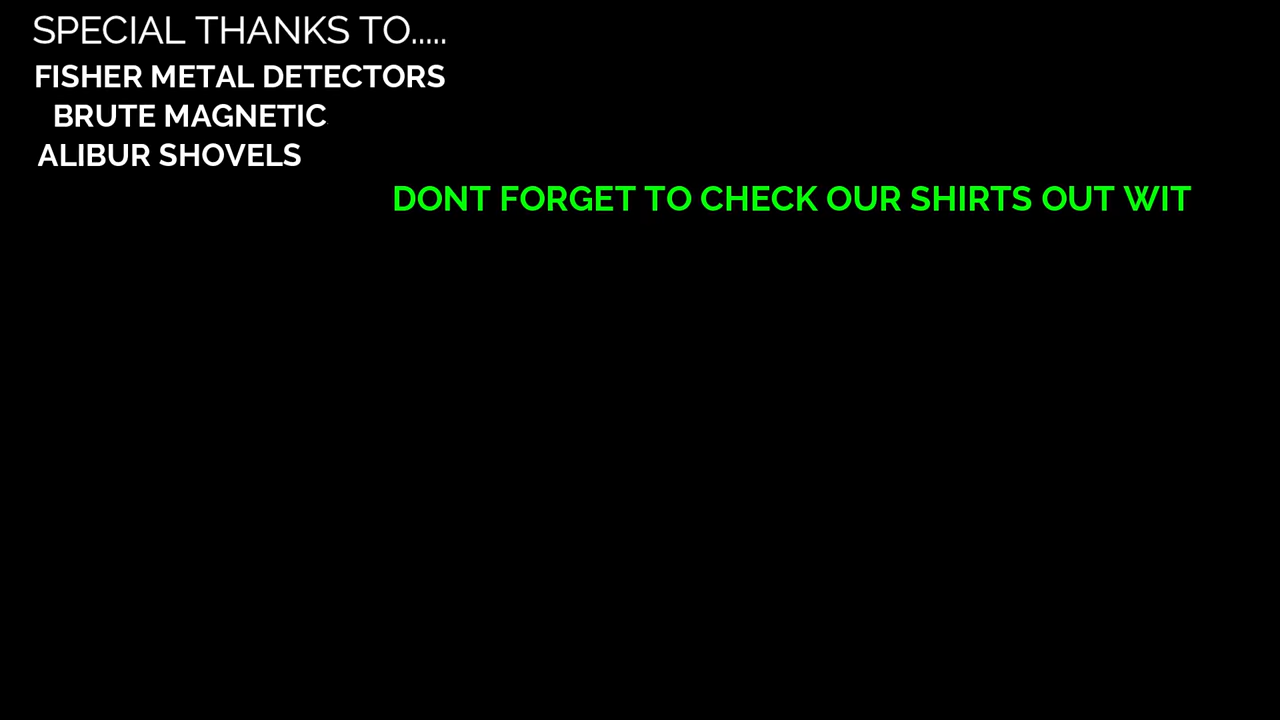 SPECIAL THANKS TO.....
FISHER METAL DETECTORS
BRUTE MAGNETIC
ALIBUR SHOVELS
DONT FORGET TO CHECK OUR SHIRTS OUT WIT